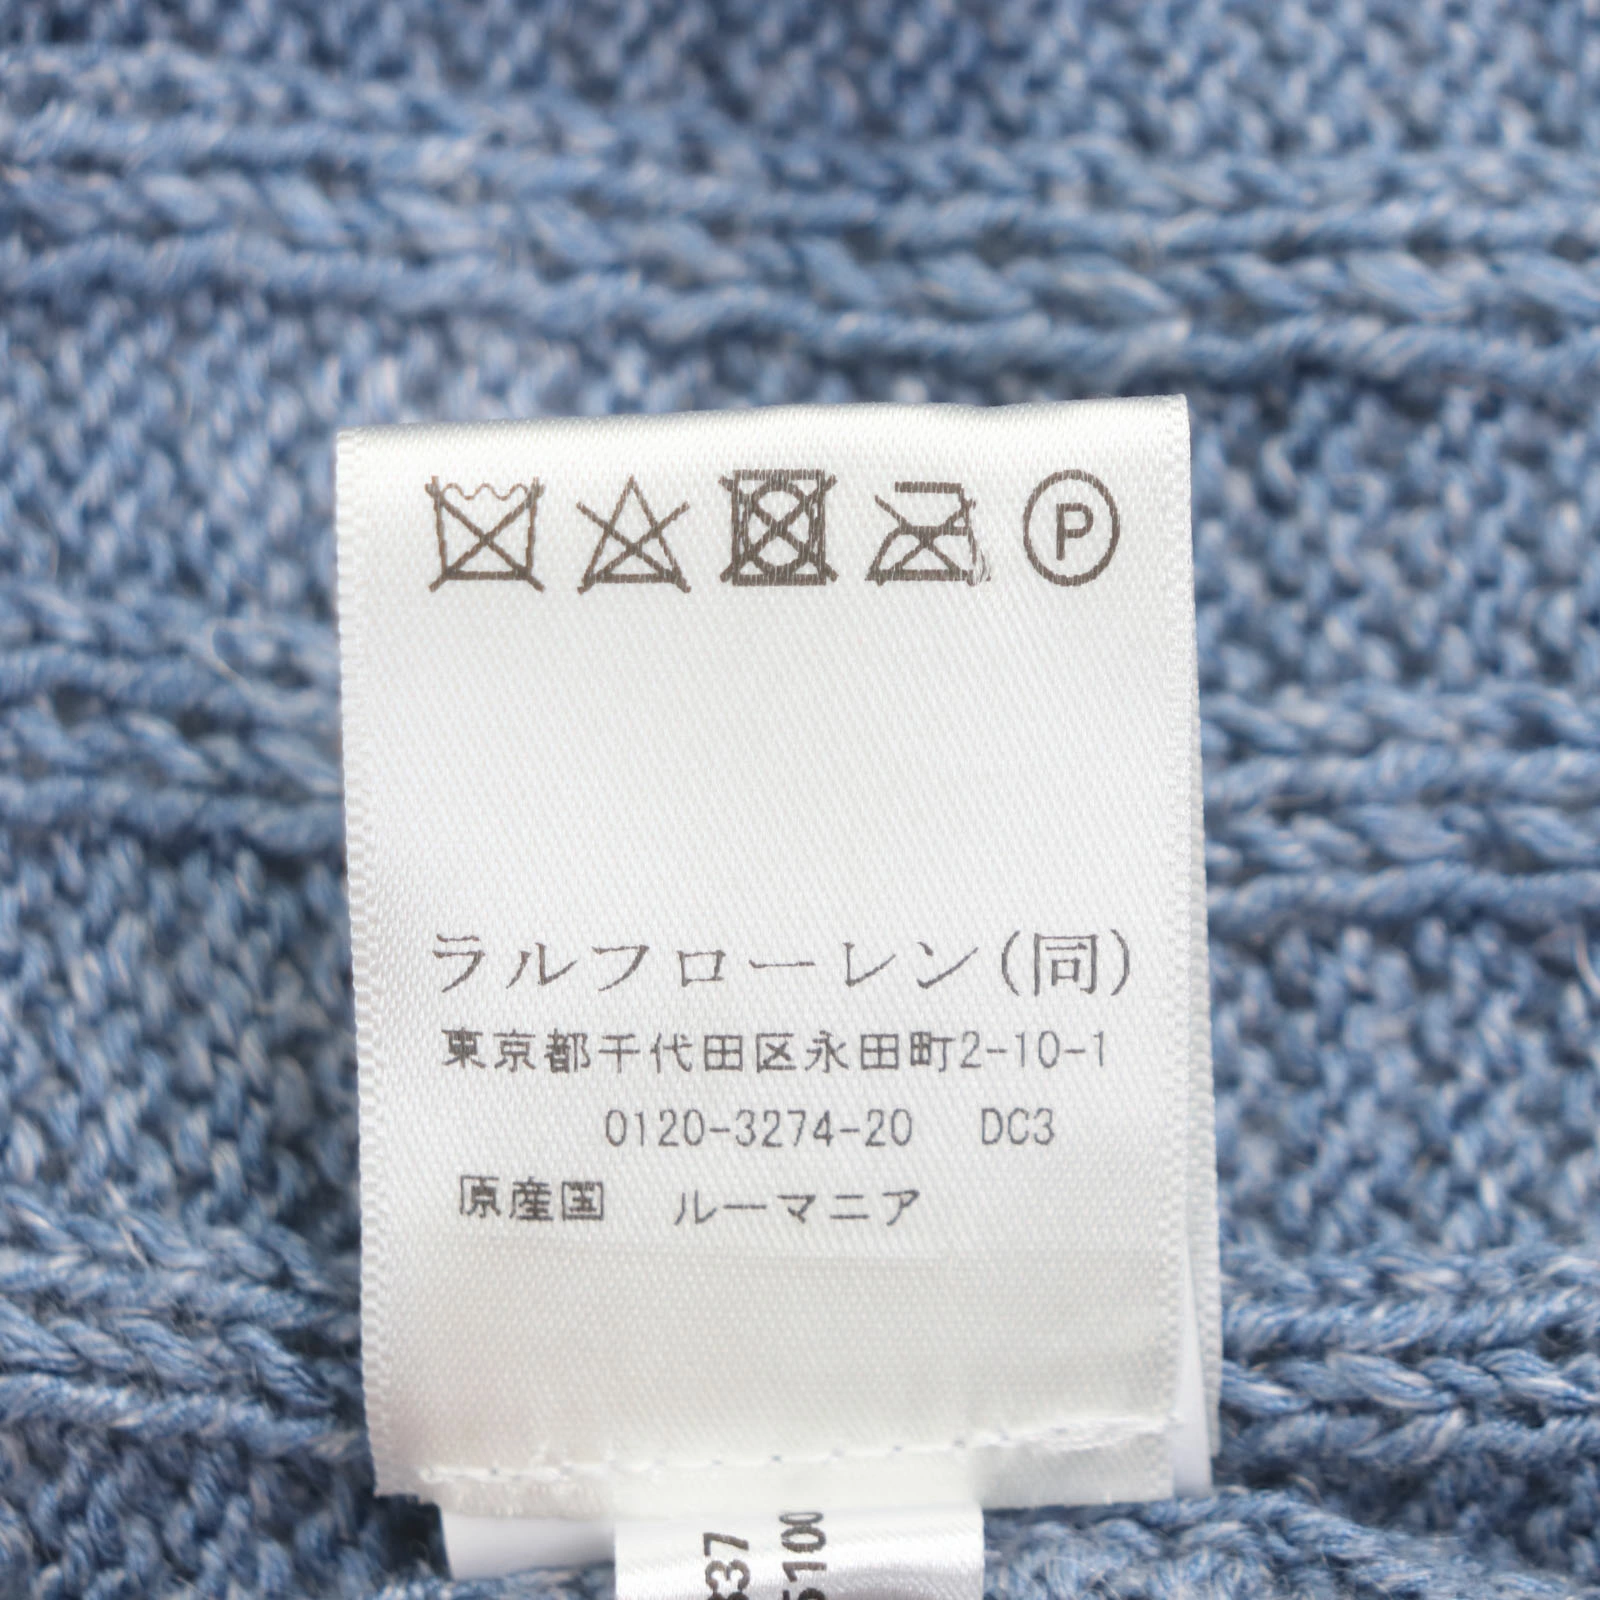 P
ラルフローレン(同)
東京都千代田区永田町2-10-1
0120-3274-20 DC3
原産国 ルーマニア